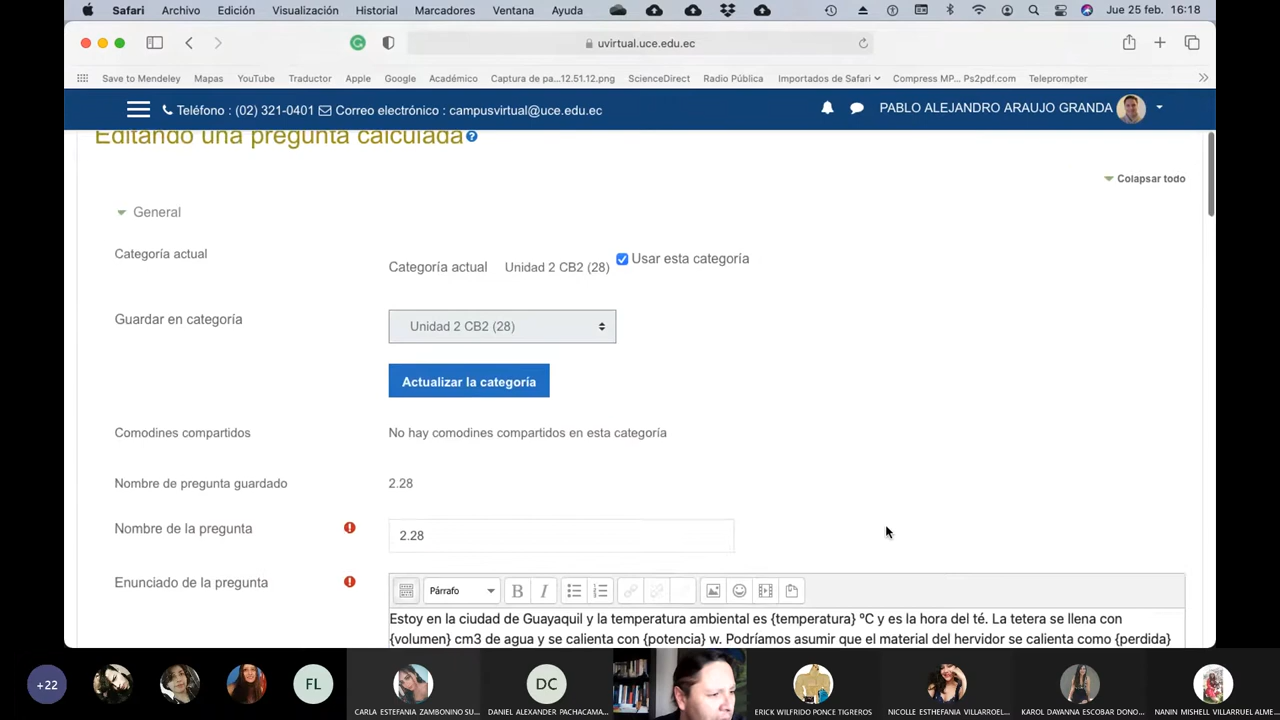 Safari Archivo Edición Visualización Historial Marcadores Ventana Ayuda Jue 25 feb. 16:18
uvirtual.uce.edu.ec
Save to Mendeley Mapas YouTube Traductor Apple Google Académico Captura de pa...12.51.12.png ScienceDirect Radio Pública Importados de Safari Compress MP... Ps2pdf.com Teleprompter
Teléfono : (02) 321-0401 Correo electrónico : campusvirtual@uce.edu.ec PABLO ALEJANDRO ARAUJO GRANDA
Editando una pregunta calculada
Colapsar todo
General
Categoría actual
Categoría actual Unidad 2 CB2 (28) Usar esta categoría
Guardar en categoría Unidad 2 CB2 (28)
Actualizar la categoría
Comodines compartidos No hay comodines compartidos en esta categoría
Nombre de pregunta guardado 2.28
Nombre de la pregunta 2.28
Enunciado de la pregunta Párrafo B I
Estoy en la ciudad de Guayaquil y la temperatura ambiental es {temperatura} ºC y es la hora del té. La tetera se llena con
{volumen} cm3 de agua y se calienta con {potencia} w. Podríamos asumir que el material del hervidor se calienta como {perdida}
+22 FL DC
CARLA ESTEFANIA ZAMBONINO SU... DANIEL ALEXANDER PACHACAMA... ERICK WILFRIDO PONCE TIGREROS NICOLLE ESTHEFANIA VILLARROEL... KAROL DAYANNA ESCOBAR DONO... NANIN MISHELL VILLARRUEL ALME...